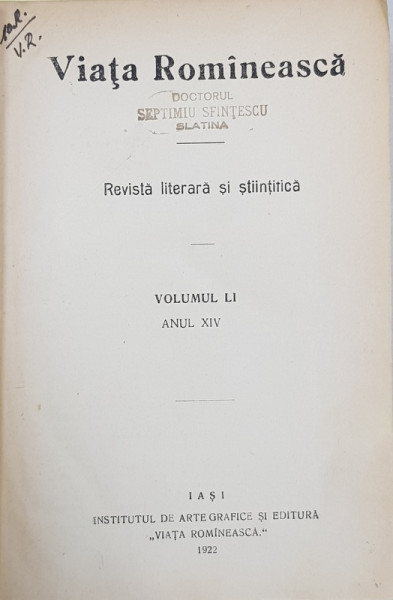 V.R.
Viaţa Romînească
DOCTORUL
SEPTIMIU SFINŢESCU
SLATINA
Revistă literară şi ştiinţifică
VOLUMUL LI
ANUL XIV
IAŞI
INSTITUTUL DE ARTE GRAFICE ŞI EDITURĂ
„VIAŢA ROMÎNEASCĂ."
1922